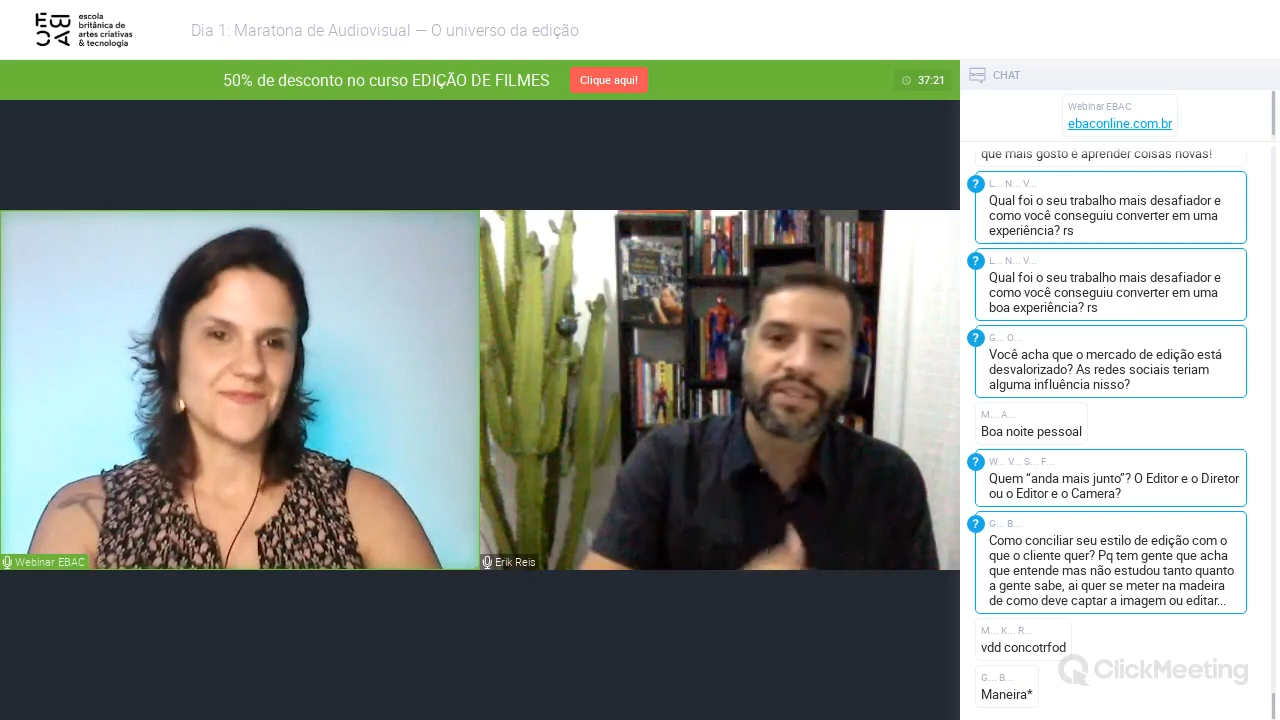 escola
britânica de
artes criativas
& tecnologia
EBAC
Dia 1: Maratona de Audiovisual — O universo da edição
50% de desconto no curso EDIÇÃO DE FILMES
Clique aqui!
37:21
Webinar EBAC
Erik Reis
CHAT
Webinar EBAC
ebaconline.com.br
que mais gosto é aprender coisas novas!
L... N... V...
Qual foi o seu trabalho mais desafiador e
como você conseguiu converter em uma
experiência? rs
L... N... V...
Qual foi o seu trabalho mais desafiador e
como você conseguiu converter em uma
boa experiência? rs
G... O...
Você acha que o mercado de edição está
desvalorizado? As redes sociais teriam
alguma influência nisso?
M... A...
Boa noite pessoal
W... V... S... F...
Quem “anda mais junto”? O Editor e o Diretor
ou o Editor e o Camera?
G... B...
Como conciliar seu estilo de edição com o
que o cliente quer? Pq tem gente que acha
que entende mas não estudou tanto quanto
a gente sabe, ai quer se meter na madeira
de como deve captar a imagem ou editar...
M... K... R...
vdd concotrfod
G... B...
Maneira*
ClickMeeting